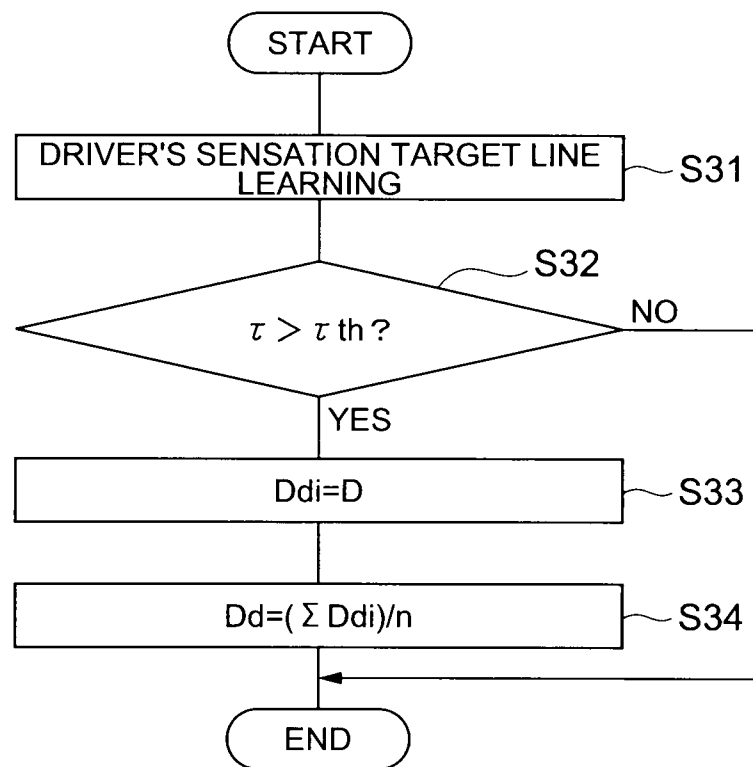 START
DRIVER'S SENSATION TARGET LINE
LEARNING
S31
S32
τ > τ th ?
NO
YES
Ddi=D
S33
Dd=( Σ Ddi)/n
S34
END